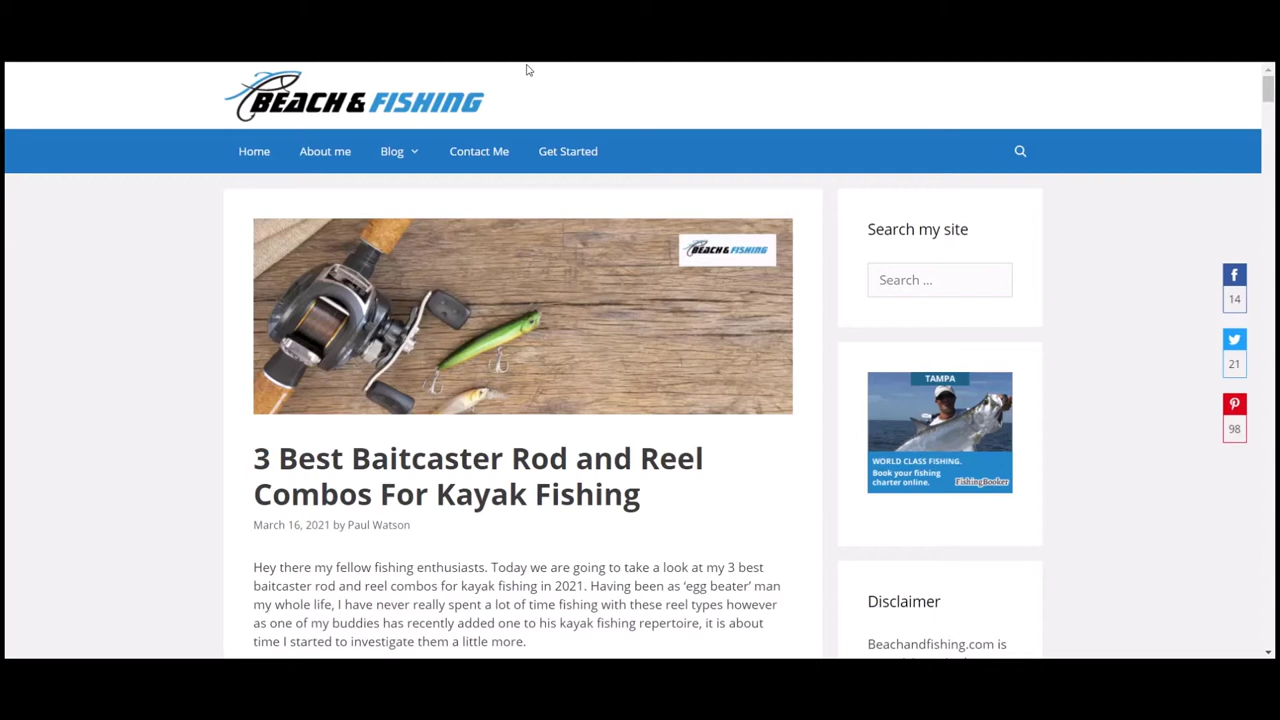 BEACH & FISHING
Home
About me
Blog
Contact Me
Get Started
BEACH & FISHING
3 Best Baitcaster Rod and Reel
Combos For Kayak Fishing
March 16, 2021 by Paul Watson
Hey there my fellow fishing enthusiasts. Today we are going to take a look at my 3 best
baitcaster rod and reel combos for kayak fishing in 2021. Having been as ‘egg beater’ man
my whole life, I have never really spent a lot of time fishing with these reel types however
as one of my buddies has recently added one to his kayak fishing repertoire, it is about
time I started to investigate them a little more.
Search my site
Search ...
TAMPA
WORLD CLASS FISHING.
Book your fishing
charter online.
FishingBooker
Disclaimer
Beachandfishing.com is
14
21
98